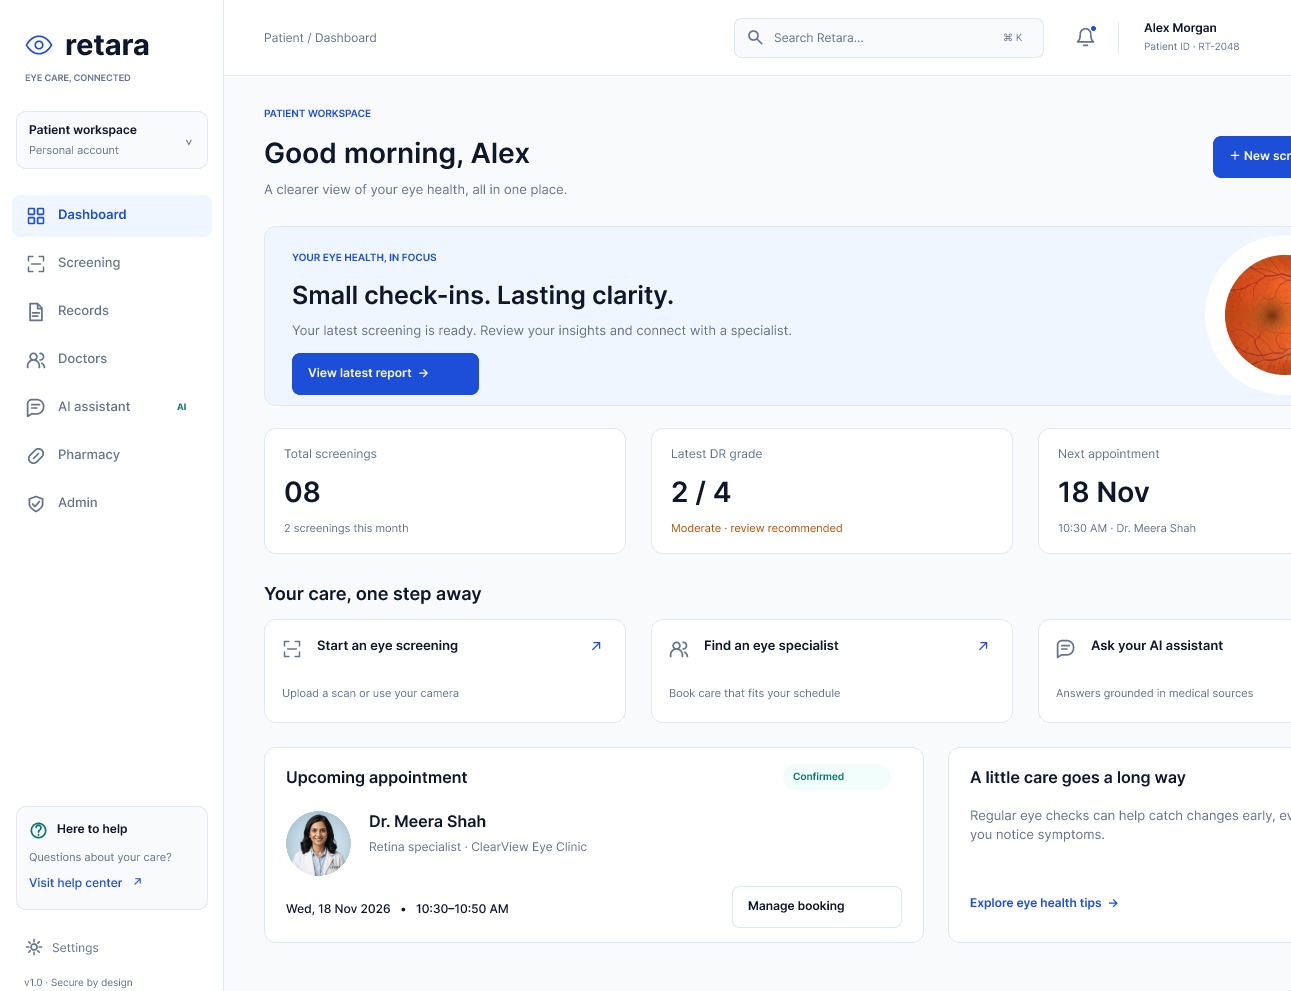 retara
EYE CARE, CONNECTED
Patient workspace
Personal account
Dashboard
Screening
Records
Doctors
AI assistant AI
Pharmacy
Admin
Here to help
Questions about your care?
Visit help center ↗
Settings
v1.0 · Secure by design
Patient / Dashboard
Search Retara... ⌘ K
Alex Morgan
Patient ID · RT-2048
PATIENT WORKSPACE
Good morning, Alex
A clearer view of your eye health, all in one place.
+ New scr
YOUR EYE HEALTH, IN FOCUS
Small check-ins. Lasting clarity.
Your latest screening is ready. Review your insights and connect with a specialist.
View latest report →
Total screenings
08
2 screenings this month
Latest DR grade
2 / 4
Moderate · review recommended
Next appointment
18 Nov
10:30 AM · Dr. Meera Shah
Your care, one step away
Start an eye screening ↗
Upload a scan or use your camera
Find an eye specialist ↗
Book care that fits your schedule
Ask your AI assistant
Answers grounded in medical sources
Upcoming appointment
Confirmed
Dr. Meera Shah
Retina specialist · ClearView Eye Clinic
Wed, 18 Nov 2026 • 10:30–10:50 AM
Manage booking
A little care goes a long way
Regular eye checks can help catch changes early, ev
you notice symptoms.
Explore eye health tips →